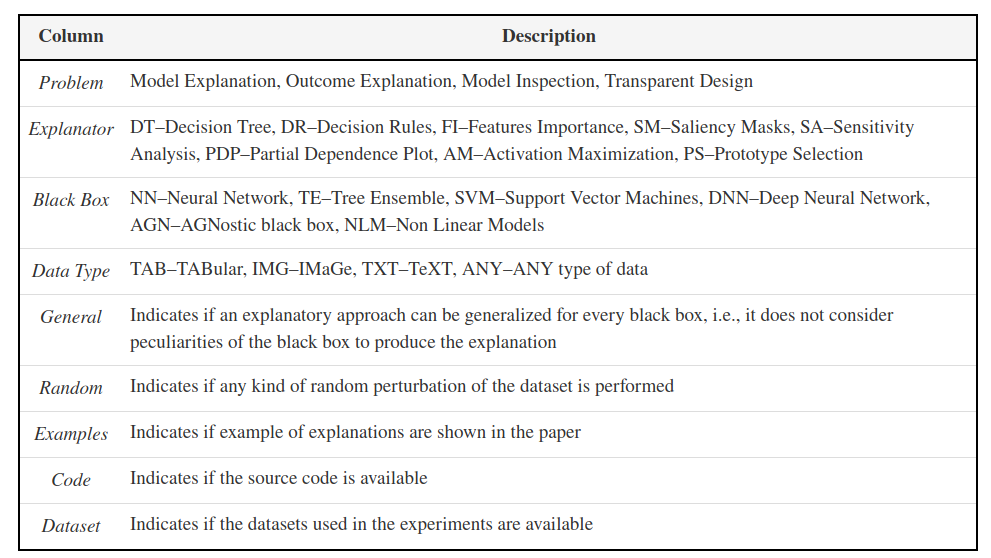 Column Description
Problem Model Explanation, Outcome Explanation, Model Inspection, Transparent Design
Explanator DT–Decision Tree, DR–Decision Rules, FI–Features Importance, SM–Saliency Masks, SA–Sensitivity
Analysis, PDP–Partial Dependence Plot, AM–Activation Maximization, PS–Prototype Selection
Black Box NN–Neural Network, TE–Tree Ensemble, SVM–Support Vector Machines, DNN–Deep Neural Network,
AGN–AGNostic black box, NLM–Non Linear Models
Data Type TAB–TABular, IMG–IMaGe, TXT–TeXT, ANY–ANY type of data
General Indicates if an explanatory approach can be generalized for every black box, i.e., it does not consider
peculiarities of the black box to produce the explanation
Random Indicates if any kind of random perturbation of the dataset is performed
Examples Indicates if example of explanations are shown in the paper
Code Indicates if the source code is available
Dataset Indicates if the datasets used in the experiments are available